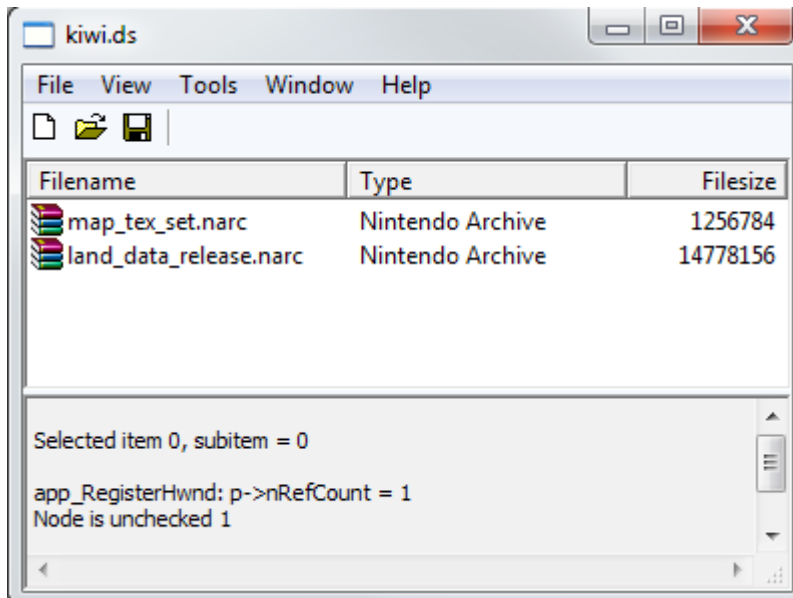 kiwi.ds
File View Tools Window Help
Filename Type Filesize
map_tex_set.narc Nintendo Archive 1256784
land_data_release.narc Nintendo Archive 14778156
Selected item 0, subitem = 0
app_RegisterHwnd: p->nRefCount = 1
Node is unchecked 1